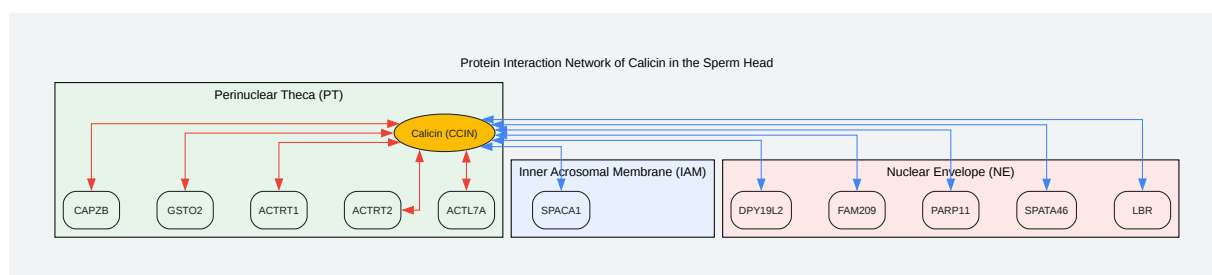 Protein Interaction Network of Calicin in the Sperm Head
Perinuclear Theca (PT)
Calicin (CCIN)
Inner Acrosomal Membrane (IAM)
Nuclear Envelope (NE)
CAPZB
GSTO2
ACTRT1
ACTRT2
ACTL7A
SPACA1
DPY19L2
FAM209
PARP11
SPATA46
LBR